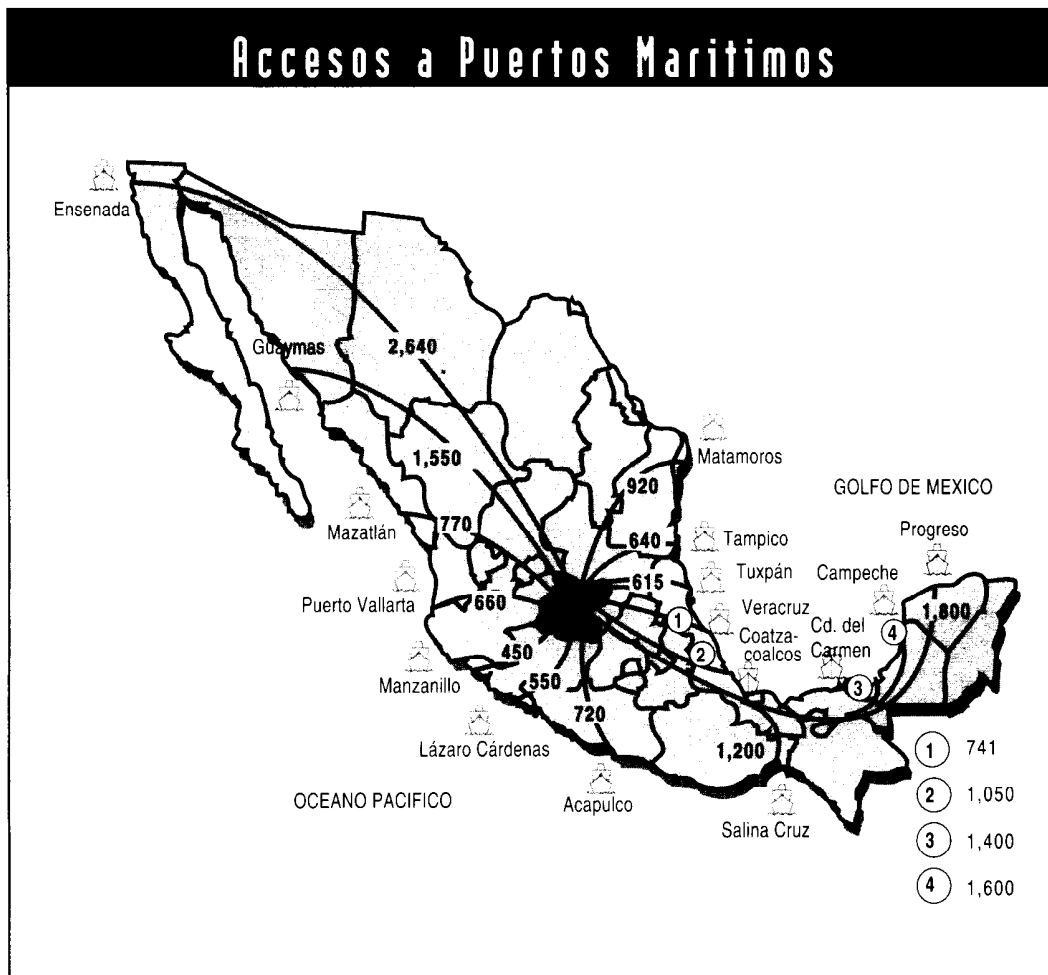 Accesos a Puertos Maritimos
Ensenada
2,640
Guaymas
1,550
Matamoros
920
GOLFO DE MEXICO
770
Mazatlán
640
Tampico
Progreso
615
Tuxpán
Campeche
Puerto Vallarta
660
1
Veracruz
1,800
Coatza-
coalcos
Cd. del
Carmen
4
2
450
Manzanillo
550
3
720
Lázaro Cárdenas
1,200
1 741
OCEANO PACIFICO
Acapulco
2 1,050
Salina Cruz
3 1,400
4 1,600